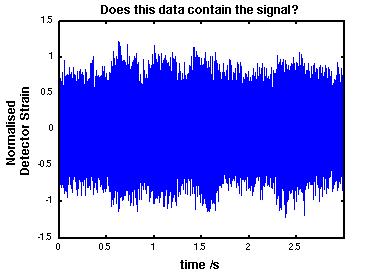 Does this data contain the signal?
Normalised
Detector Strain
1.5
1
0.5
0
-0.5
-1
-1.5
0 0.5 1 1.5 2 2.5
time /s